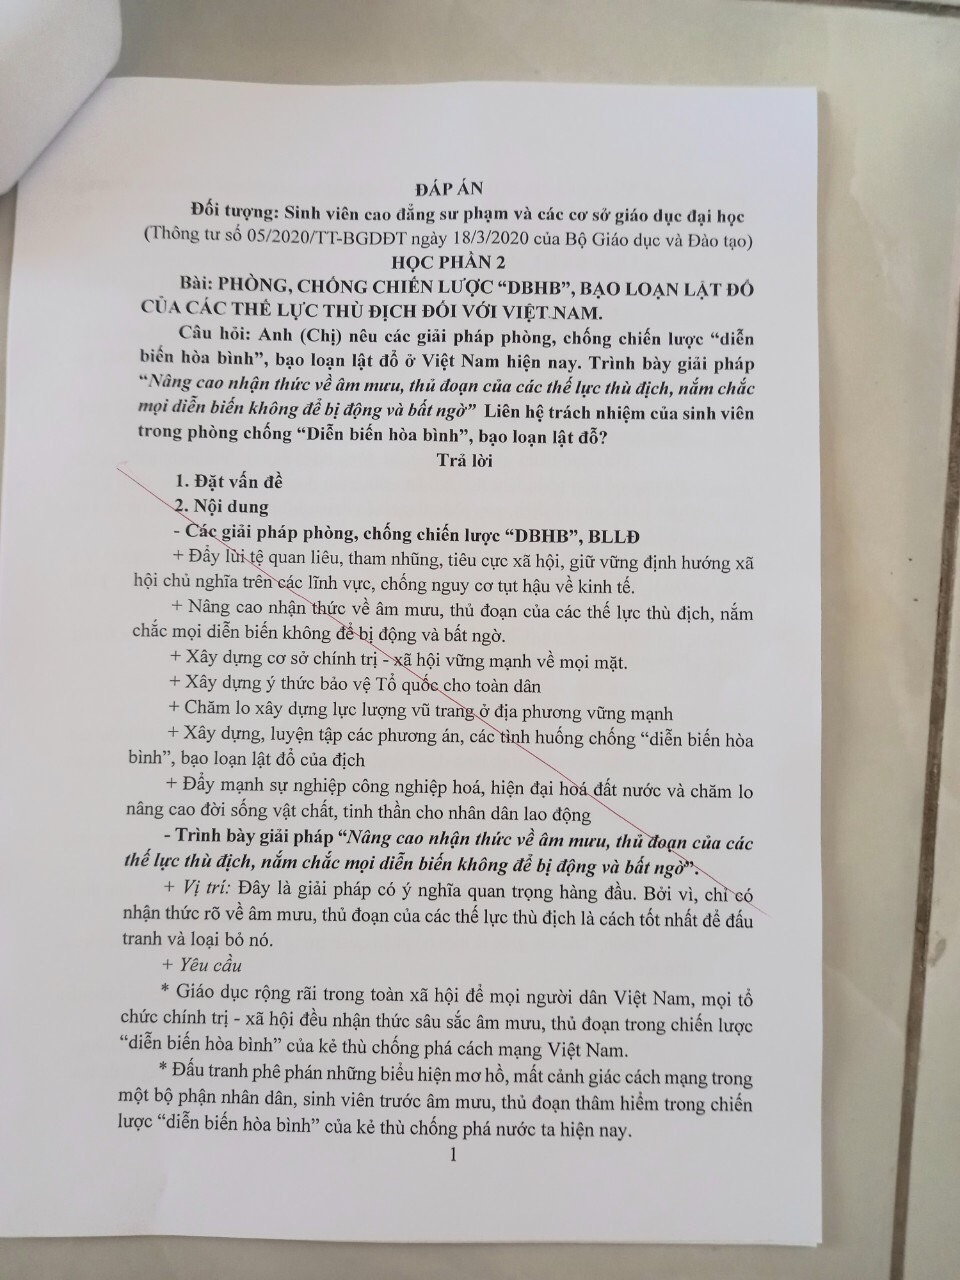 ĐÁP ÁN
Đối tượng: Sinh viên cao đẳng sư phạm và các cơ sở giáo dục đại học
(Thông tư số 05/2020/TT-BGDĐT ngày 18/3/2020 của Bộ Giáo dục và Đào tạo)
HỌC PHẦN 2
Bài: PHÒNG, CHỐNG CHIẾN LƯỢC “DBHB”, BẠO LOẠN LẬT ĐỔ
CỦA CÁC THẾ LỰC THÙ ĐỊCH ĐỐI VỚI VIỆT NAM.
Câu hỏi: Anh (Chị) nêu các giải pháp phòng, chống chiến lược “diễn
biến hòa bình”, bạo loạn lật đổ ở Việt Nam hiện nay. Trình bày giải pháp
“Nâng cao nhận thức về âm mưu, thủ đoạn của các thế lực thù địch, nắm chắc
mọi diễn biến không để bị động và bất ngờ” Liên hệ trách nhiệm của sinh viên
trong phòng chống “Diễn biến hòa bình”, bạo loạn lật đỗ?
Trả lời
1. Đặt vấn đề
2. Nội dung
- Các giải pháp phòng, chống chiến lược “DBHB”, BLLĐ
+ Đẩy lùi tệ quan liêu, tham nhũng, tiêu cực xã hội, giữ vững định hướng xã
hội chủ nghĩa trên các lĩnh vực, chống nguy cơ tụt hậu về kinh tế.
+ Nâng cao nhận thức về âm mưu, thủ đoạn của các thế lực thù địch, nắm
chắc mọi diễn biến không để bị động và bất ngờ.
+ Xây dựng cơ sở chính trị - xã hội vững mạnh về mọi mặt.
+ Xây dựng ý thức bảo vệ Tổ quốc cho toàn dân
+ Chăm lo xây dựng lực lượng vũ trang ở địa phương vững mạnh
+ Xây dựng, luyện tập các phương án, các tình huống chống “diễn biến hòa
bình”, bạo loạn lật đổ của địch
+ Đẩy mạnh sự nghiệp công nghiệp hoá, hiện đại hoá đất nước và chăm lo
nâng cao đời sống vật chất, tinh thần cho nhân dân lao động
- Trình bày giải pháp “Nâng cao nhận thức về âm mưu, thủ đoạn của các
thế lực thù địch, nắm chắc mọi diễn biến không để bị động và bất ngờ”.
+ Vị trí: Đây là giải pháp có ý nghĩa quan trọng hàng đầu. Bởi vì, chỉ có
nhận thức rõ về âm mưu, thủ đoạn của các thế lực thù địch là cách tốt nhất để đấu
tranh và loại bỏ nó.
+ Yêu cầu
* Giáo dục rộng rãi trong toàn xã hội để mọi người dân Việt Nam, mọi tổ
chức chính trị - xã hội đều nhận thức sâu sắc âm mưu, thủ đoạn trong chiến lược
“diễn biến hòa bình” của kẻ thù chống phá cách mạng Việt Nam.
* Đấu tranh phê phán những biểu hiện mơ hồ, mất cảnh giác cách mạng trong
một bộ phận nhân dân, sinh viên trước âm mưu, thủ đoạn thâm hiểm trong chiến
lược “diễn biến hòa bình” của kẻ thù chống phá nước ta hiện nay.
1